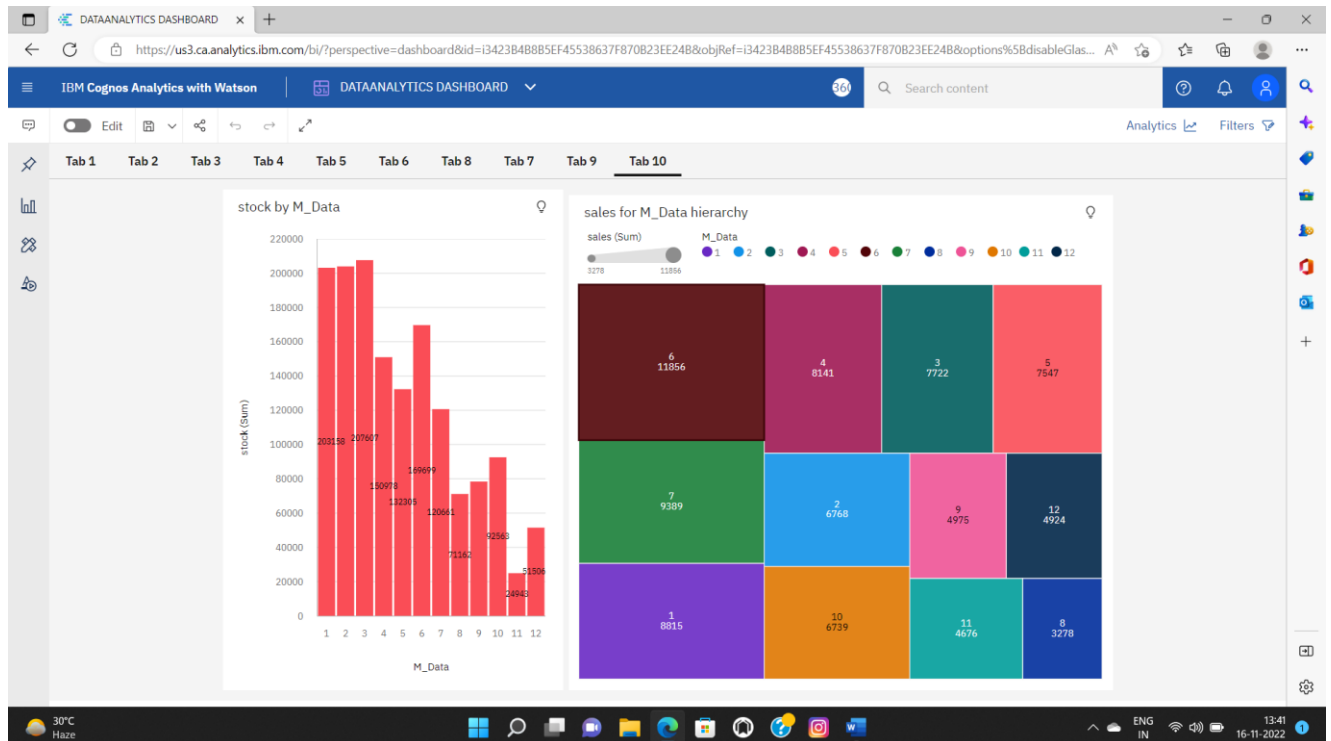 DATAANALYTICS DASHBOARD
https://us3.ca.analytics.ibm.com/bi/?perspective=dashboard&id=i3423B4B8B5EF45538637F870B23EE24B&objRef=i3423B4B8B5EF45538637F870B23EE24B&options%5BdisableGlas...
IBM Cognos Analytics with Watson
DATAANALYTICS DASHBOARD
360
Search content
Edit
Analytics
Filters
Tab 1 Tab 2 Tab 3 Tab 4 Tab 5 Tab 6 Tab 8 Tab 7 Tab 9 Tab 10
stock by M_Data
220000
200000
180000
160000
140000
120000
100000
80000
60000
40000
20000
0
stock (Sum)
203158 207607
150978
132305
169699
120661
71162
92563
24943
51506
1 2 3 4 5 6 7 8 9 10 11 12
M_Data
sales for M_Data hierarchy
sales (Sum)
3278 11856
M_Data
1 2 3 4 5 6 7 8 9 10 11 12
6
11856
4
8141
3
7722
5
7547
7
9389
2
6768
9
4975
12
4924
1
8815
10
6739
11
4676
8
3278
30°C
Haze
ENG
IN
13:41
16-11-2022
1